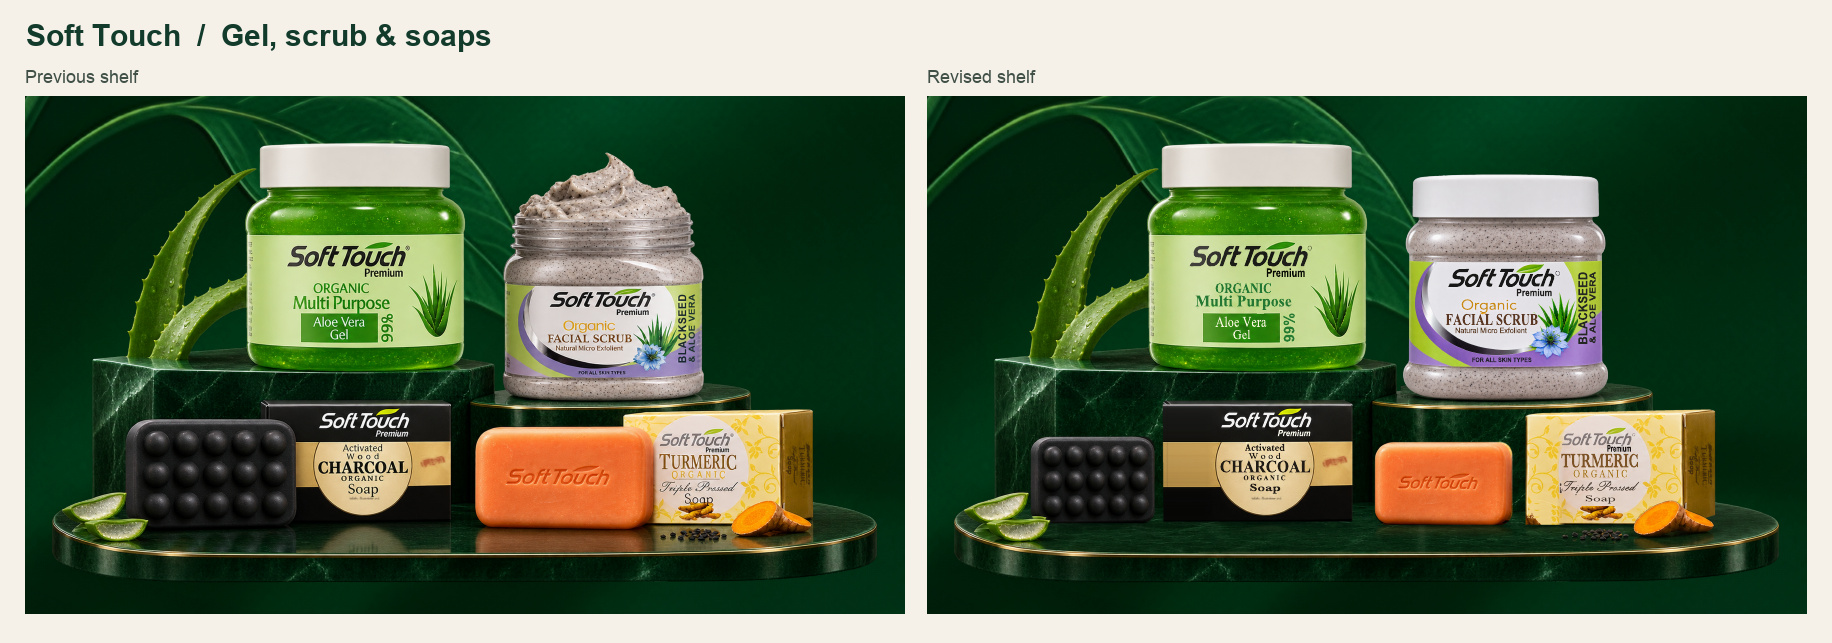 Soft Touch / Gel, scrub & soaps
Previous shelf
Soft Touch
Premium
ORGANIC
Multi Purpose
Aloe Vera
Gel
99%
Soft Touch
Premium
Organic
FACIAL SCRUB
Natural Micro Exfolient
FOR ALL SKIN TYPES
BLACKSEED
& ALOE VERA
Soft Touch
Premium
Activated
Wood
CHARCOAL
ORGANIC
Soap
Soft Touch
Soft Touch
Premium
TURMERIC
ORGANIC
Triple Pressed
Soap
Revised shelf
Soft Touch
Premium
ORGANIC
Multi Purpose
Aloe Vera
Gel
99%
Soft Touch
Premium
Organic
FACIAL SCRUB
Natural Micro Exfolient
FOR ALL SKIN TYPES
BLACKSEED
& ALOE VERA
Soft Touch
Premium
Activated
Wood
CHARCOAL
ORGANIC
Soap
Soft Touch
Soft Touch
Premium
TURMERIC
ORGANIC
Triple Pressed
Soap